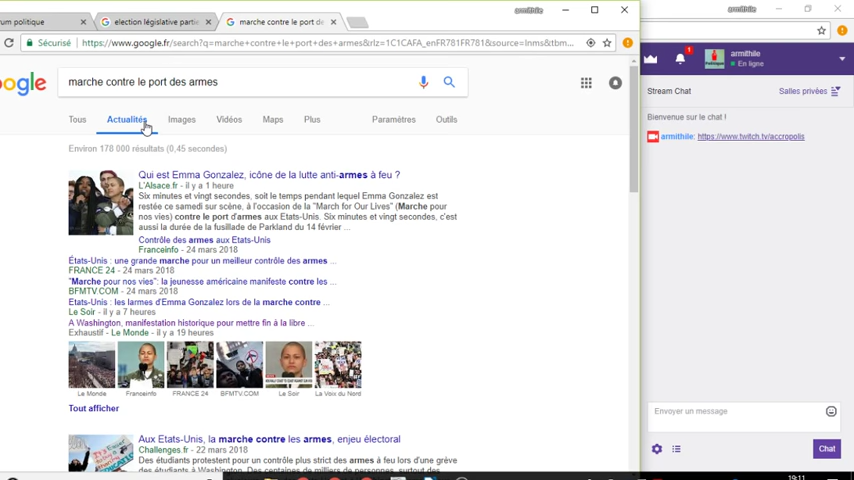 armithile
armithile
rum politique
election législative partie
marche contre le port de
Sécurisé
https://www.google.fr/search?q=marche+contre+le+port+des+armes&rlz=1C1CAFA_enFR781FR781&source=lnms&tbm...
ogle
marche contre le port des armes
Tous
Actualités
Images
Vidéos
Maps
Plus
Paramètres
Outils
Environ 178 000 résultats (0,45 secondes)
Qui est Emma Gonzalez, icône de la lutte anti-armes à feu ?
L'Alsace.fr - il y a 1 heure
Six minutes et vingt secondes, soit le temps pendant lequel Emma Gonzalez est
restée ce samedi sur scène, à l'occasion de la "March for Our Lives" (Marche pour
nos vies) contre le port d'armes aux Etats-Unis. Six minutes et vingt secondes, c'est
aussi la durée de la fusillade de Parkland du 14 février ...
Contrôle des armes aux Etats-Unis
Franceinfo - 24 mars 2018
États-Unis : une grande marche pour un meilleur contrôle des armes ...
FRANCE 24 - 24 mars 2018
"Marche pour nos vies": la jeunesse américaine manifeste contre les ...
BFMTV.COM - 24 mars 2018
Etats-Unis : les larmes d'Emma Gonzalez lors de la marche contre ...
Le Soir - il y a 7 heures
A Washington, manifestation historique pour mettre fin à la libre ...
Exhaustif - Le Monde - il y a 19 heures
Le Monde
Franceinfo
FRANCE 24
BFMTV.COM
Le Soir
La Voix du Nord
Tout afficher
Aux Etats-Unis, la marche contre les armes, enjeu électoral
Challenges.fr - 22 mars 2018
Des étudiants protestent pour un contrôle plus strict des armes à feu lors d'une grève
1
armithile
En ligne
Stream Chat
Salles privées
Bienvenue sur le chat !
armithile: https://www.twitch.tv/accropolis
Envoyer un message
Chat
19:11